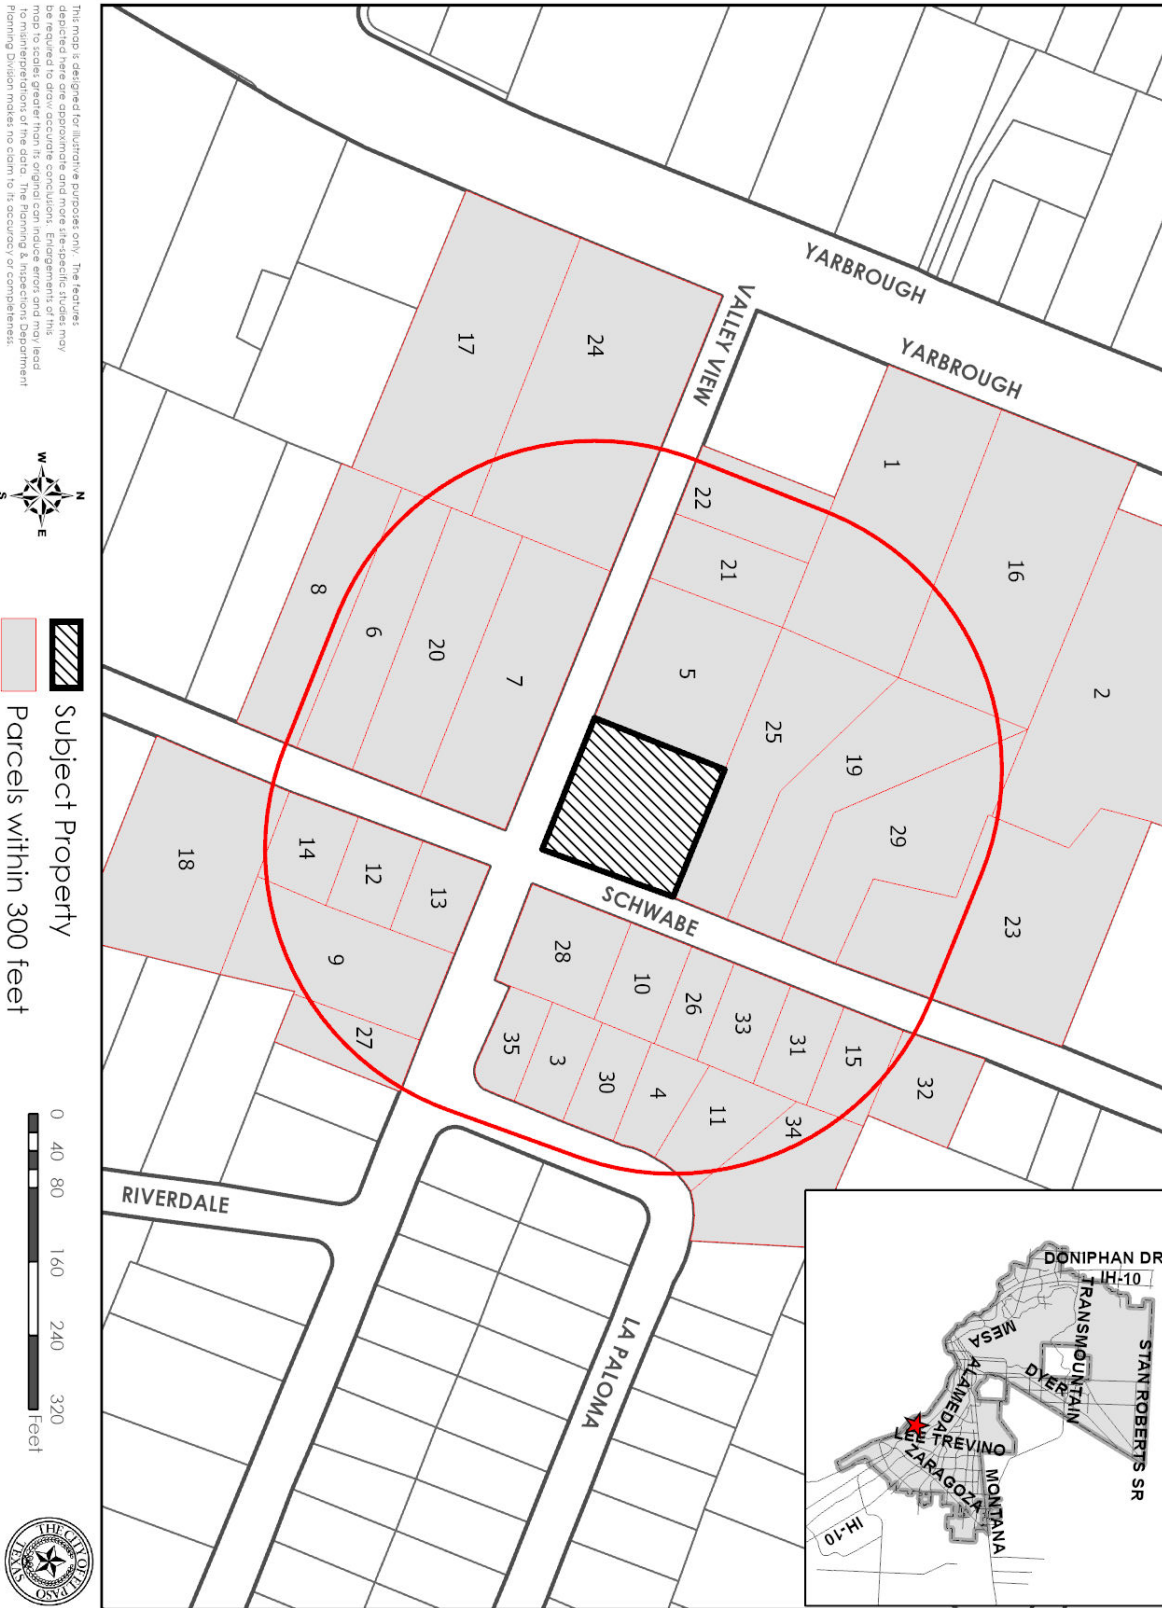 YARBROUGH
YARBROUGH
VALLEY VIEW
SCHWABE
RIVERDALE
LA PALOMA
17
24
1
16
2
22
21
5
25
19
29
23
8
6
20
7
18
14
12
13
9
27
28
10
26
33
31
15
32
35
3
30
4
11
34
DONIPHAN DR
IH-10
TRANSMOUNTAIN
STAN ROBERTS SR
MESA
DYER
ALAMEDA
LEE TREVINO
ZARAGOZA
MONTANA
IH-10
This map is designed for illustrative purposes only. The features
depicted here are approximate and more site-specific studies may
be required to draw accurate conclusions. Enlargements of this
map to scales greater than its original can induce errors and may lead
to misinterpretations of the data. The Planning & Inspections Department
Planning Division makes no claim to its accuracy or completeness.
N
W
E
S
Subject Property
Parcels within 300 feet
0 40 80 160 240 320
Feet
THE CITY OF EL PASO
TEXAS